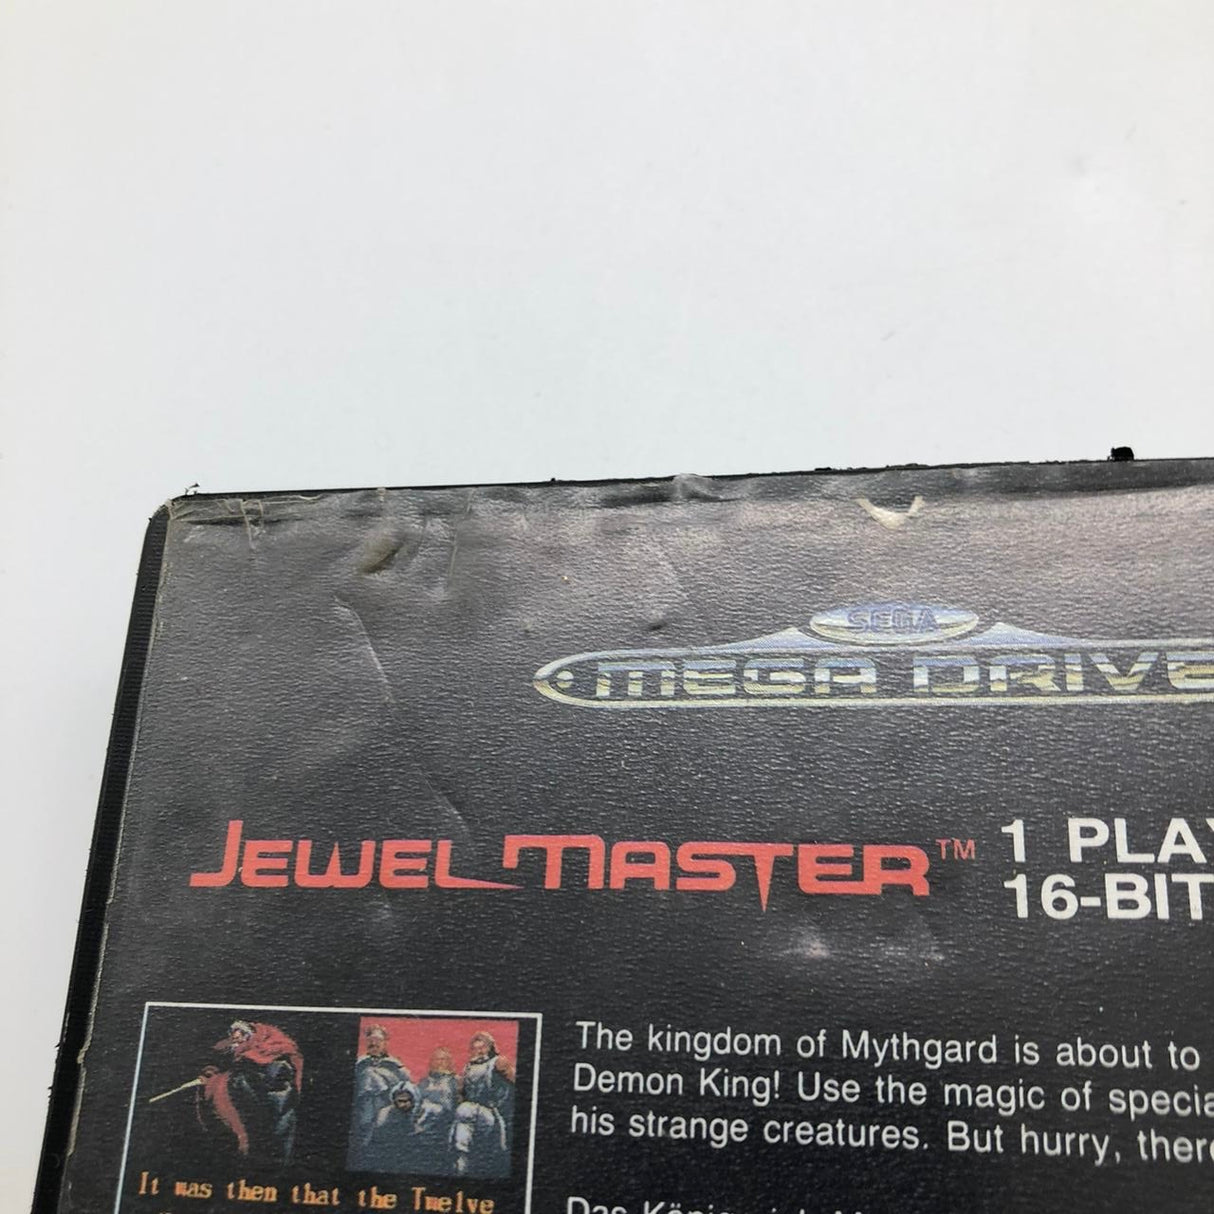 SEGA
MEGA DRIVE
JEWEL MASTER™
1 PLAY
16-BIT
The kingdom of Mythgard is about to
Demon King! Use the magic of specia
his strange creatures. But hurry, there
It was then that the Twelve
Das